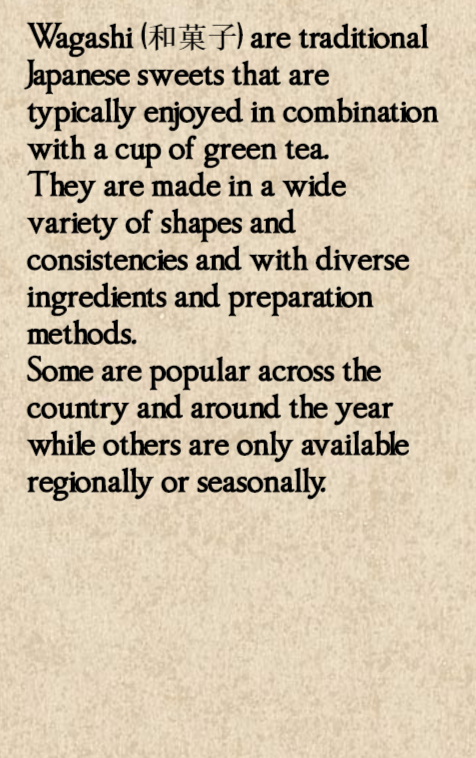 Wagashi (和菓子) are traditional
Japanese sweets that are
typically enjoyed in combination
with a cup of green tea.
They are made in a wide
variety of shapes and
consistencies and with diverse
ingredients and preparation
methods.
Some are popular across the
country and around the year
while others are only available
regionally or seasonally.